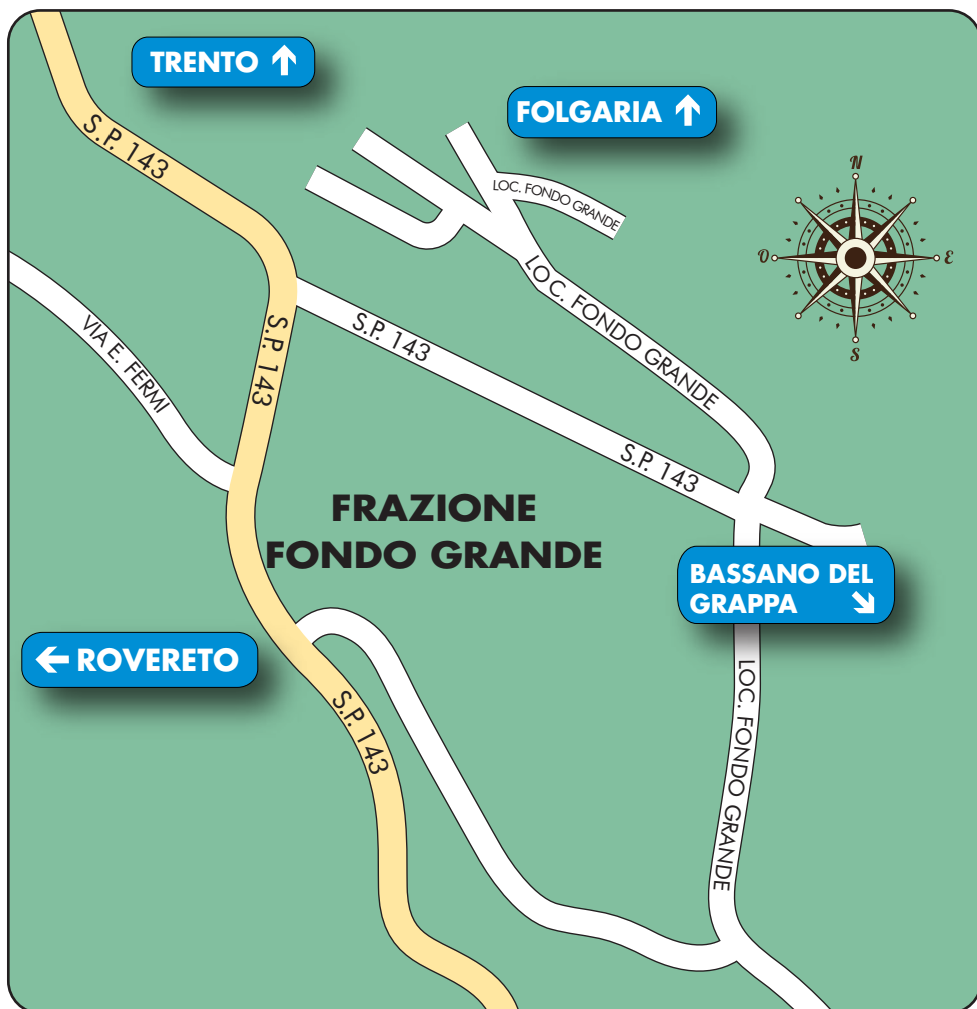 TRENTO ↑
FOLGARIA ↑
S.P. 143
LOC. FONDO GRANDE
N
O
E
S
LOC. FONDO GRANDE
S.P. 143
S.P. 143
VIA E. FERMI
S.P. 143
FRAZIONE
FONDO GRANDE
BASSANO DEL
GRAPPA ↘
← ROVERETO
LOC. FONDO GRANDE
S.P. 143